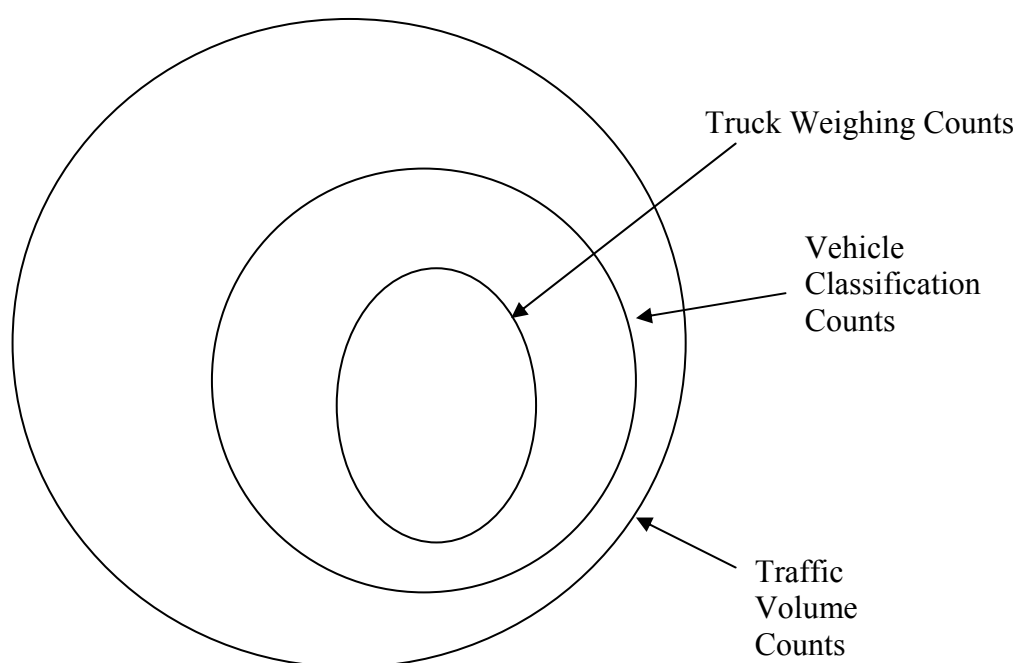 Truck Weighing Counts
Vehicle
Classification
Counts
Traffic
Volume
Counts